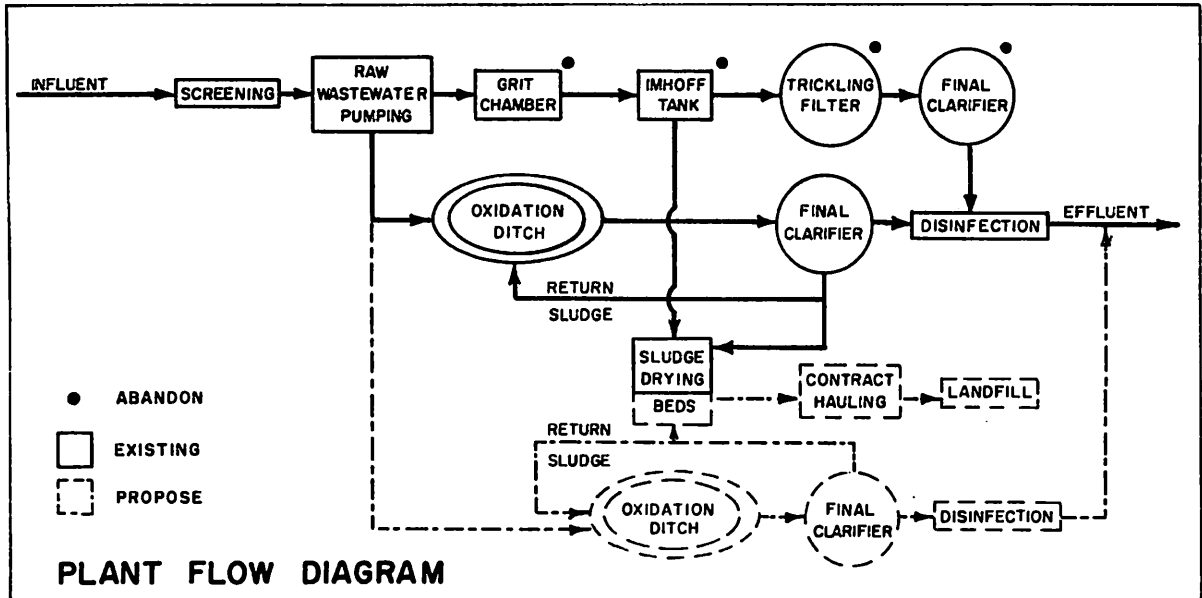 INFLUENT
SCREENING
RAW
WASTEWATER
PUMPING
GRIT
CHAMBER
IMHOFF
TANK
TRICKLING
FILTER
FINAL
CLARIFIER
OXIDATION
DITCH
FINAL
CLARIFIER
DISINFECTION
EFFLUENT
RETURN
SLUDGE
SLUDGE
DRYING
BEDS
CONTRACT
HAULING
LANDFILL
ABANDON
EXISTING
PROPOSE
RETURN
SLUDGE
OXIDATION
DITCH
FINAL
CLARIFIER
DISINFECTION
PLANT FLOW DIAGRAM